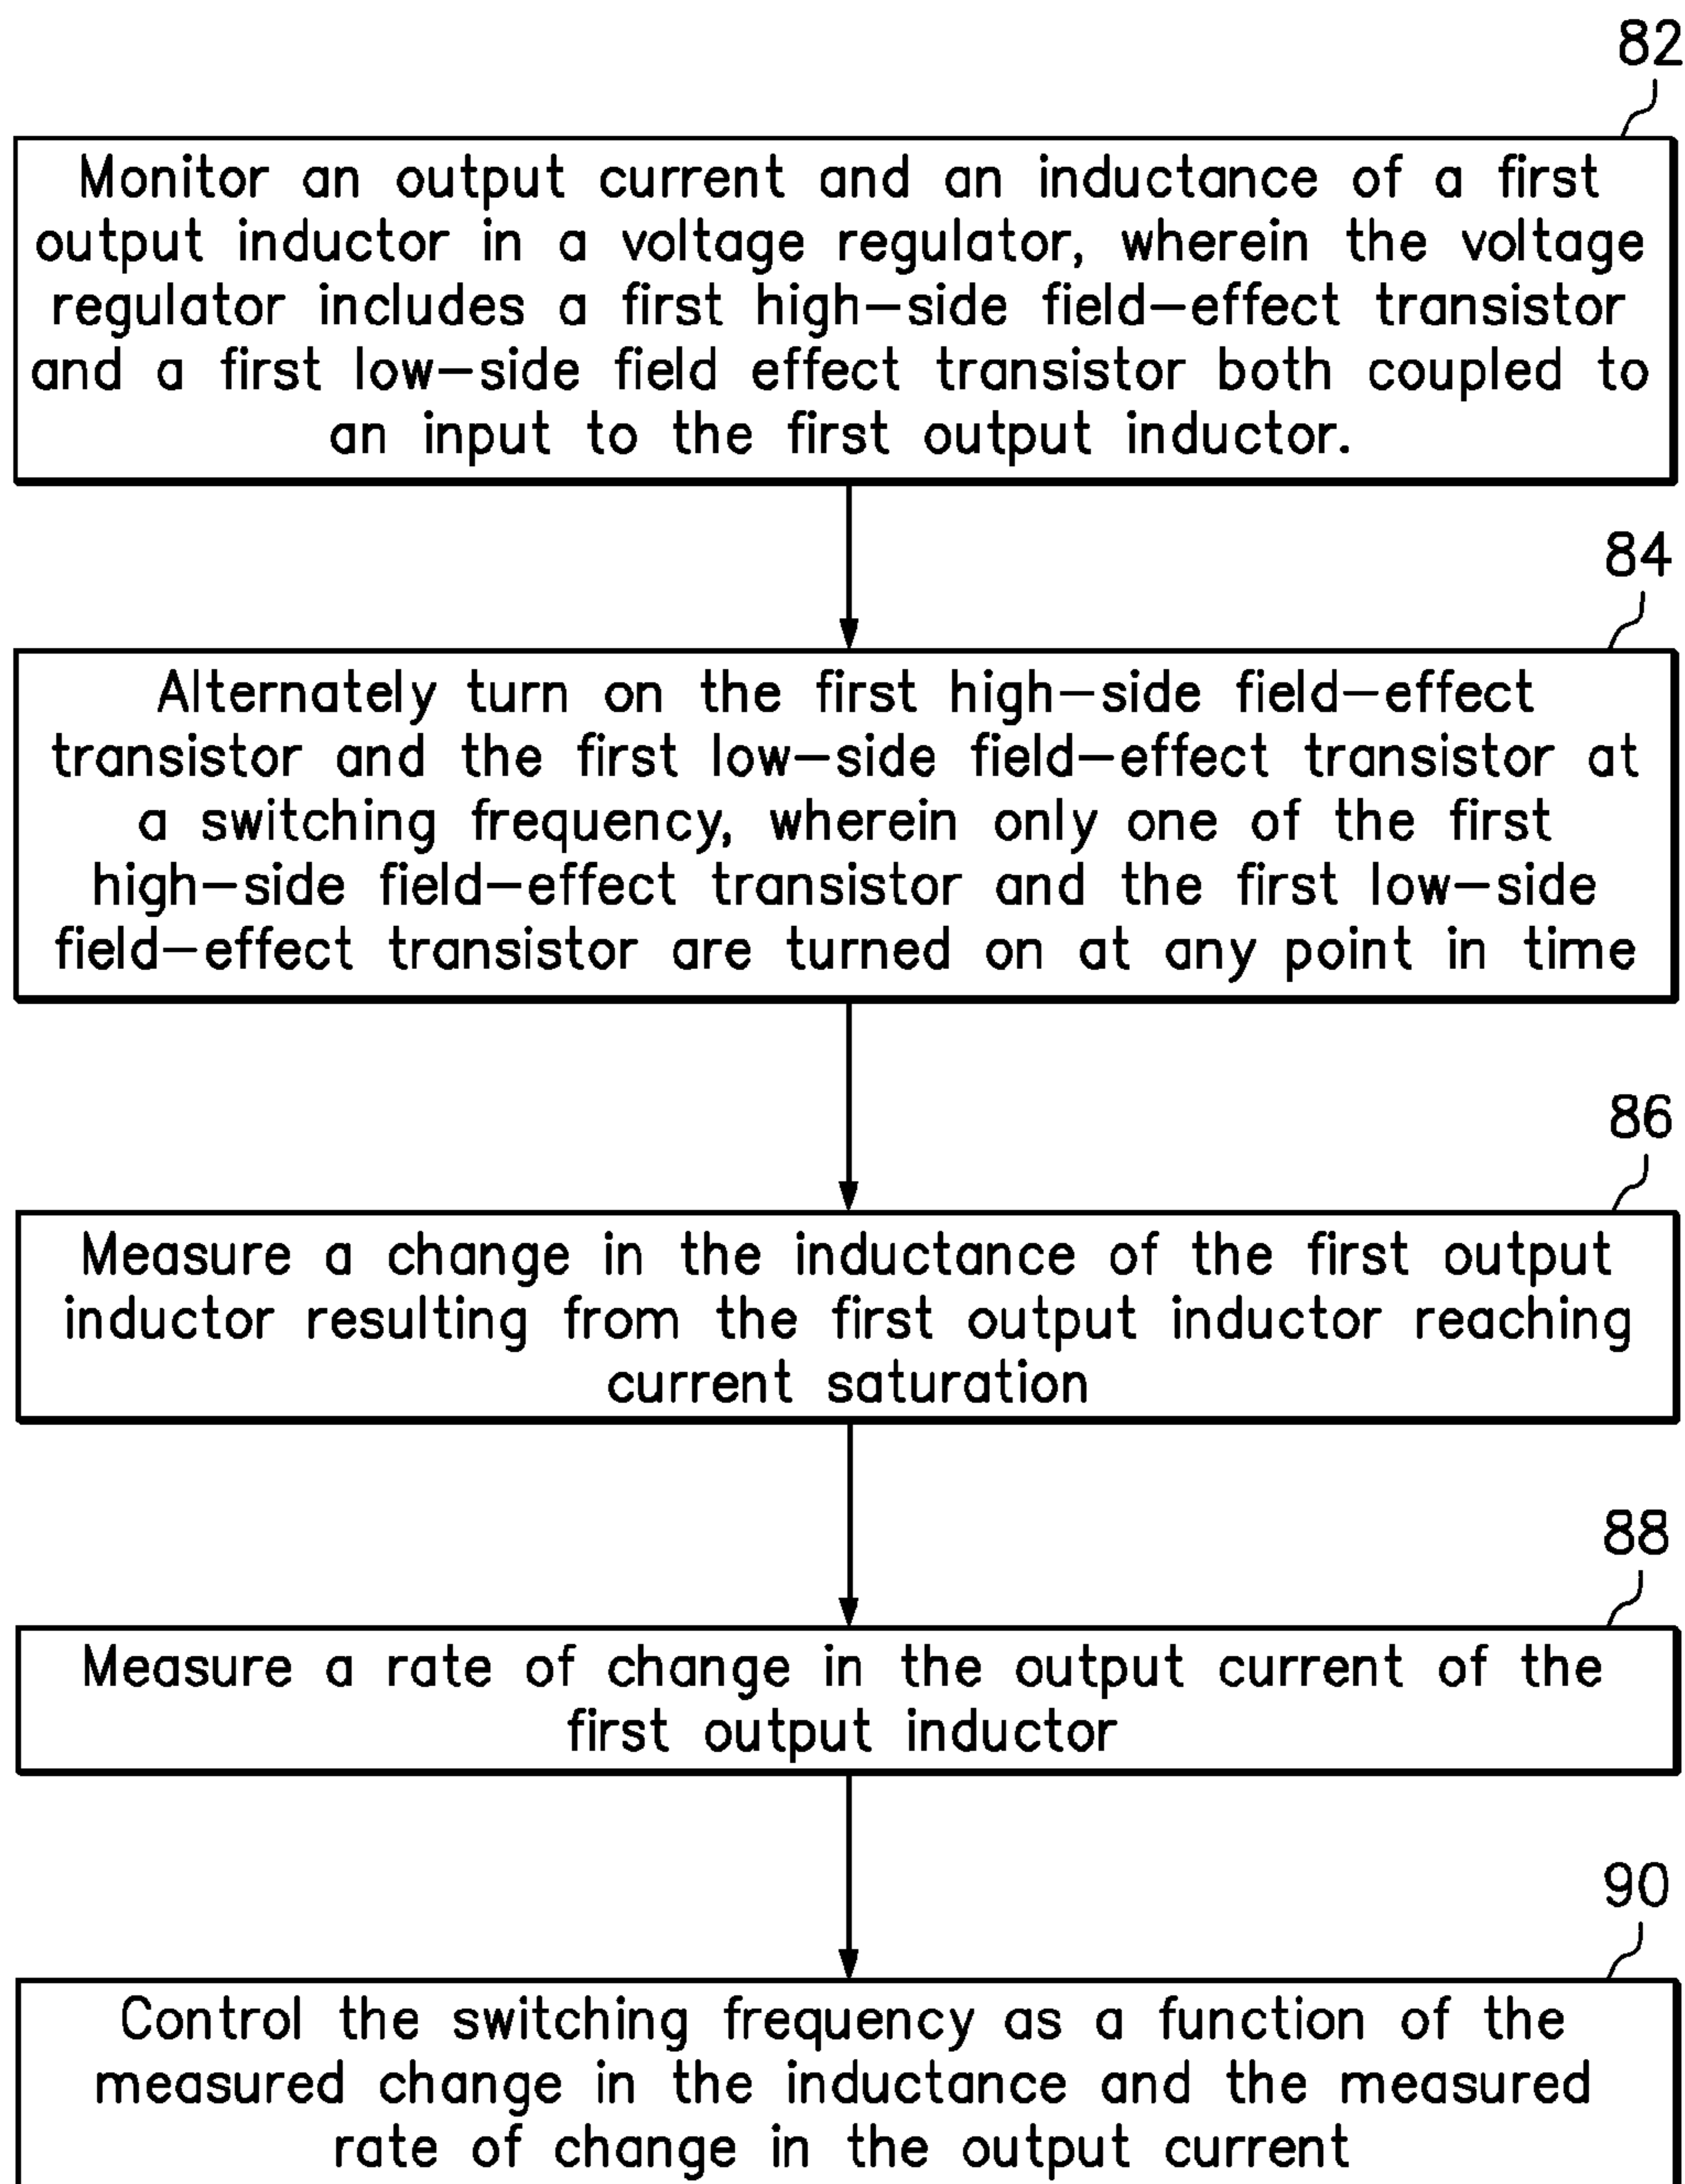 82
Monitor an output current and an inductance of a first
output inductor in a voltage regulator, wherein the voltage
regulator includes a first high-side field-effect transistor
and a first low-side field effect transistor both coupled to
an input to the first output inductor.
84
Alternately turn on the first high-side field-effect
transistor and the first low-side field-effect transistor at
a switching frequency, wherein only one of the first
high-side field-effect transistor and the first low-side
field-effect transistor are turned on at any point in time
86
Measure a change in the inductance of the first output
inductor resulting from the first output inductor reaching
current saturation
88
Measure a rate of change in the output current of the
first output inductor
90
Control the switching frequency as a function of the
measured change in the inductance and the measured
rate of change in the output current